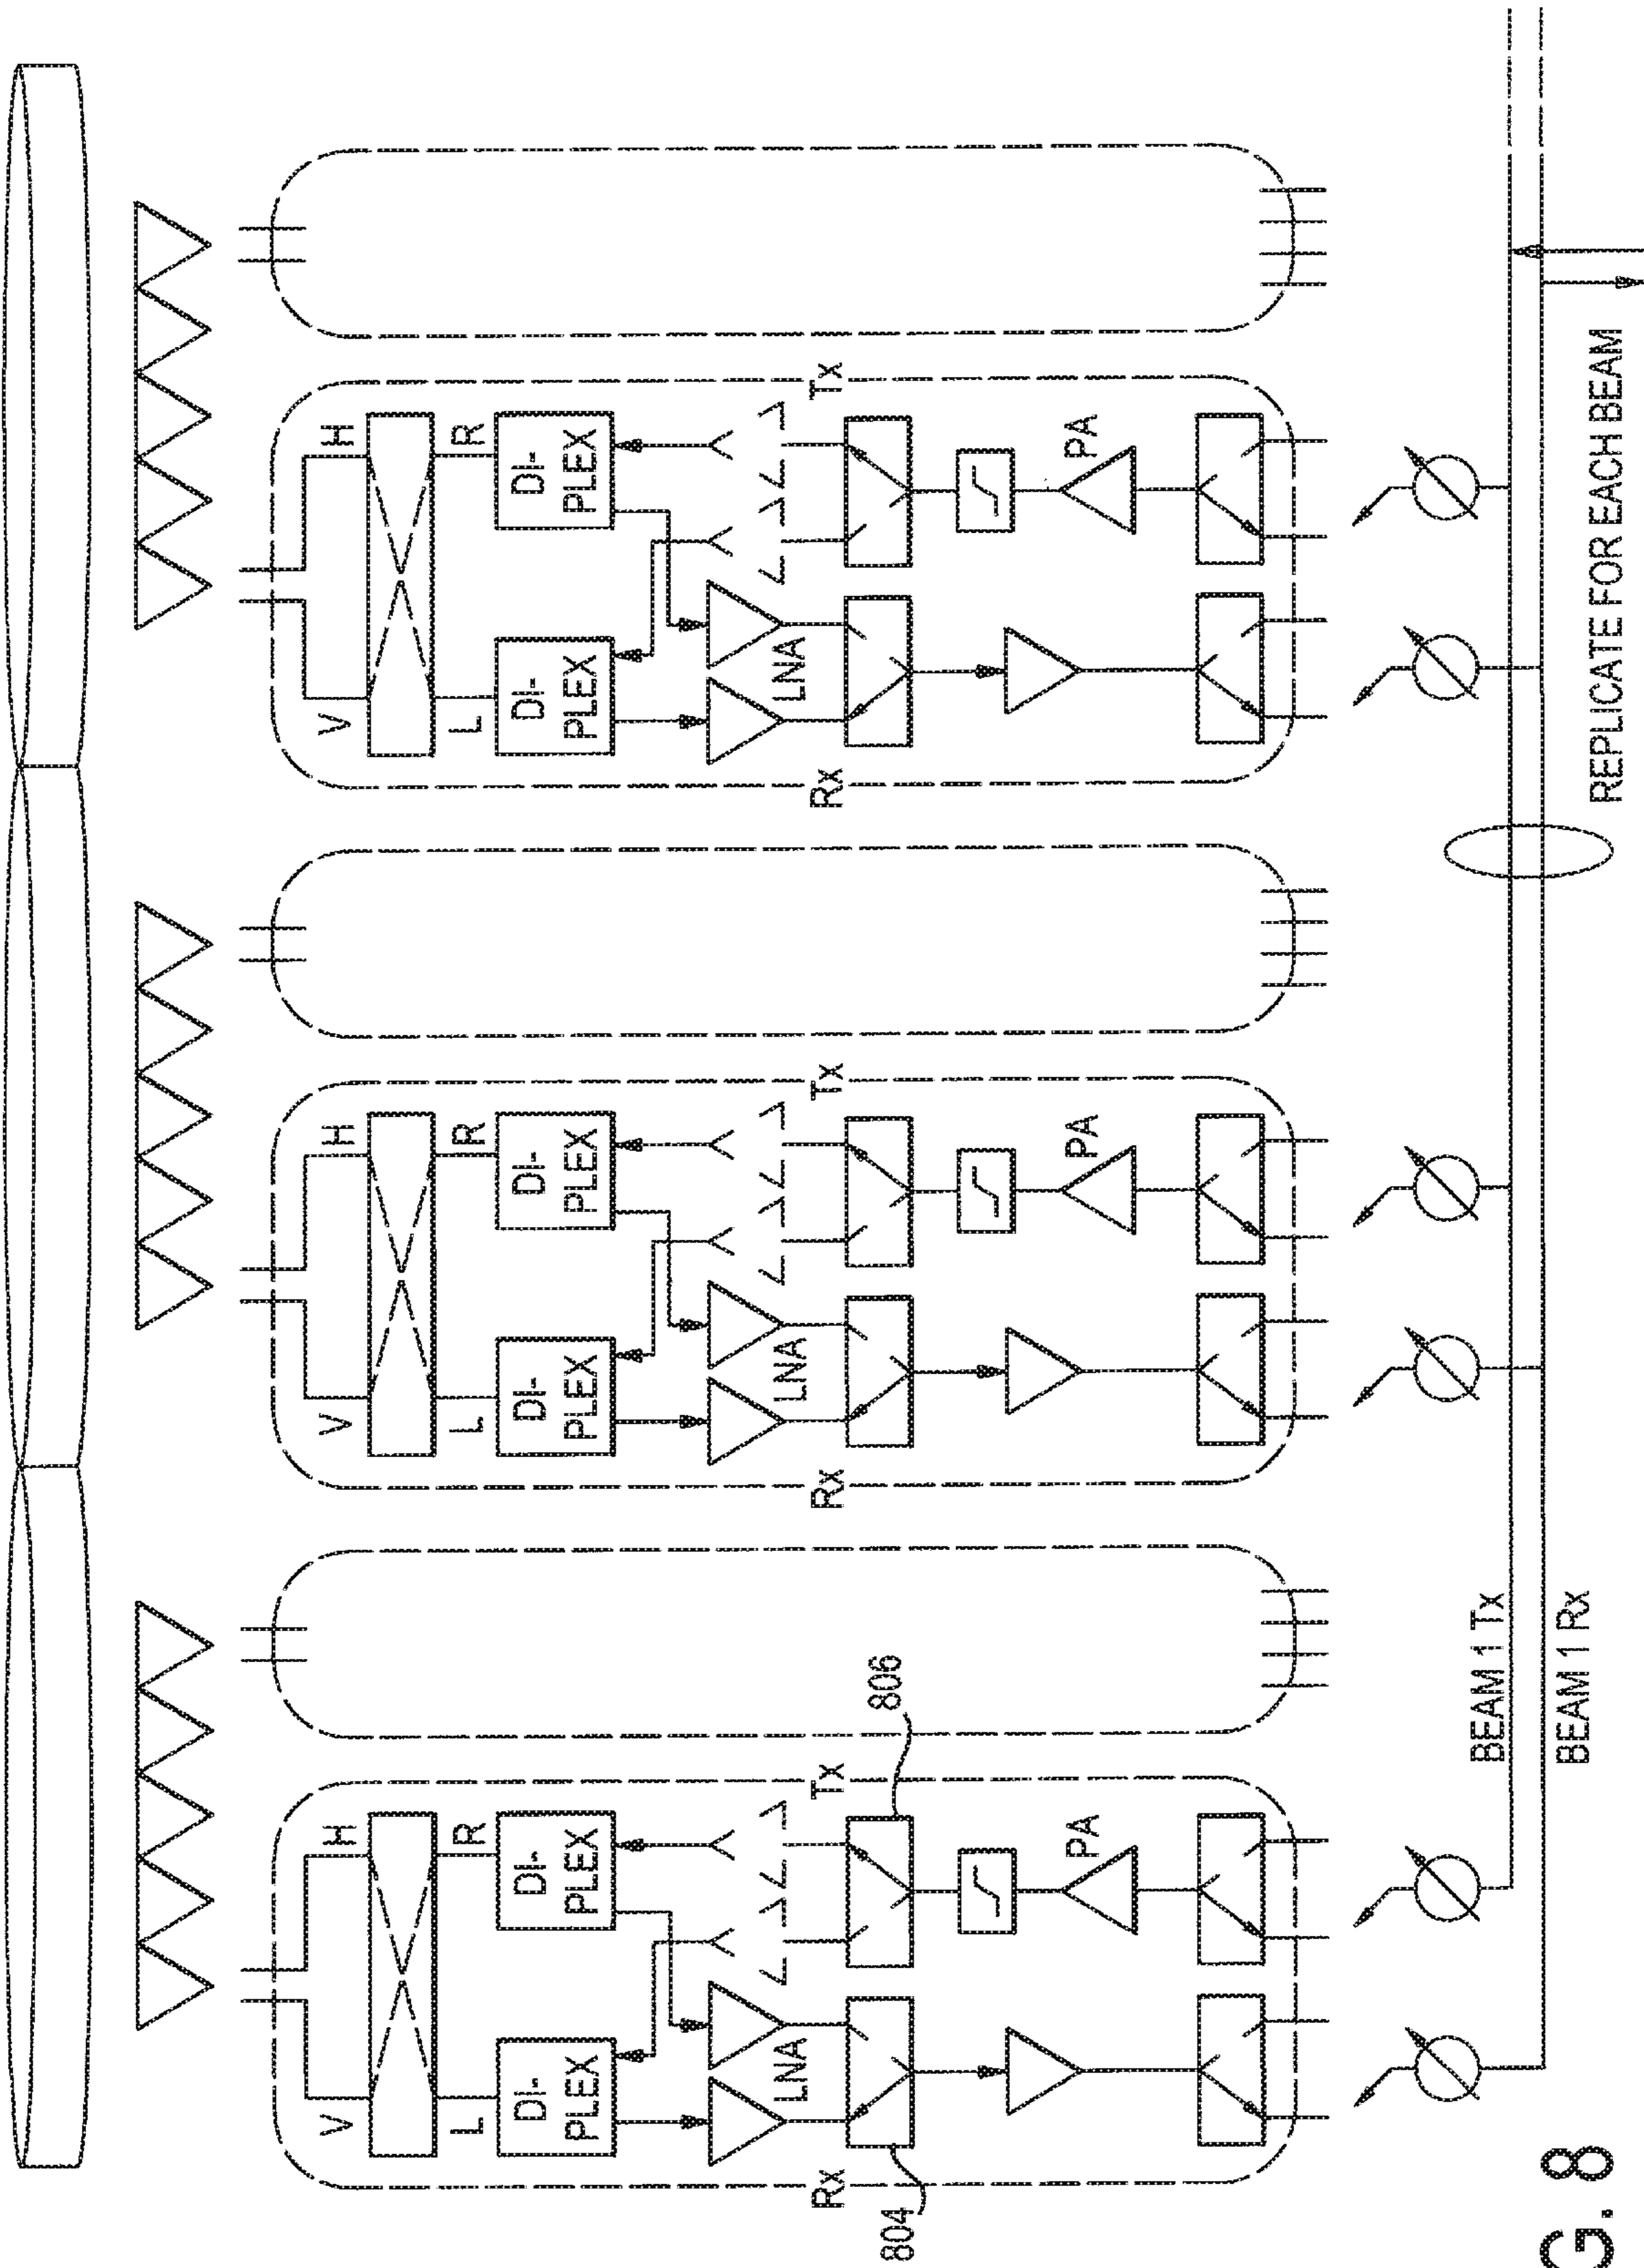 V
H
L
R
DI-
PLEX
DI-
PLEX
LNA
Rx
Tx
PA
804
806
V
H
L
R
DI-
PLEX
DI-
PLEX
LNA
Rx
Tx
PA
V
H
L
R
DI-
PLEX
DI-
PLEX
LNA
Rx
Tx
PA
BEAM 1 Tx
BEAM 1 Rx
REPLICATE FOR EACH BEAM
G. 8